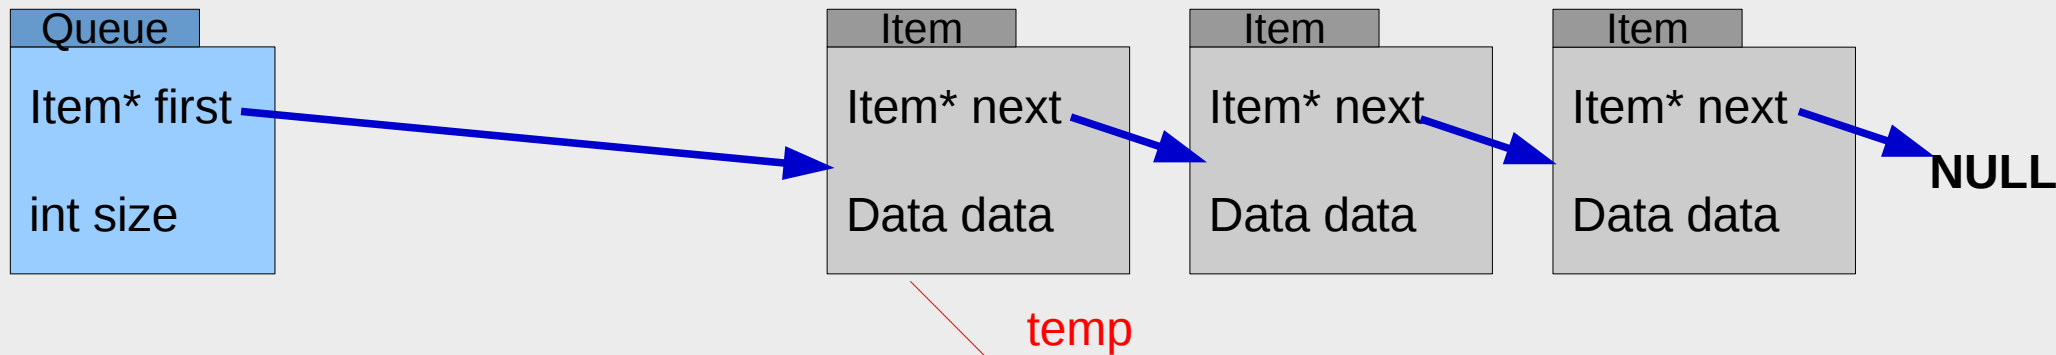 Queue
Item* first
int size
Item
Item* next
Data data
Item
Item* next
Data data
Item
Item* next
Data data
NULL
temp